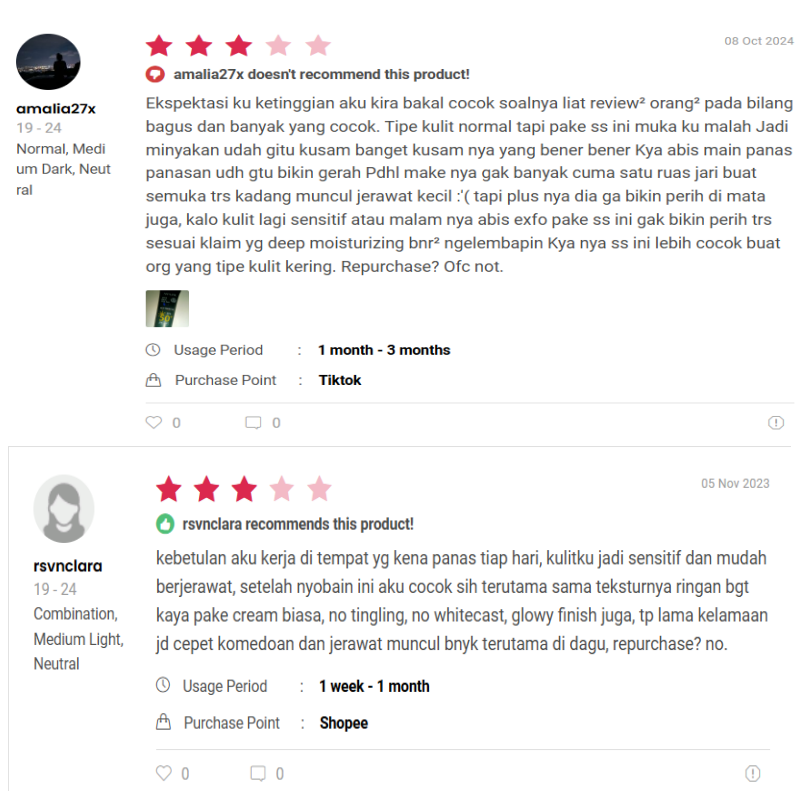 08 Oct 2024
amalia27x doesn't recommend this product!
amalia27x
19 - 24
Normal, Medi
um Dark, Neut
ral
Ekspektasi ku ketinggian aku kira bakal cocok soalnya liat review² orang² pada bilang
bagus dan banyak yang cocok. Tipe kulit normal tapi pake ss ini muka ku malah Jadi
minyakan udah gitu kusam banget kusam nya yang bener bener Kya abis main panas
panasan udh gtu bikin gerah Pdhl make nya gak banyak cuma satu ruas jari buat
semuka trs kadang muncul jerawat kecil :'( tapi plus nya dia ga bikin perih di mata
juga, kalo kulit lagi sensitif atau malam nya abis exfo pake ss ini gak bikin perih trs
sesuai klaim yg deep moisturizing bnr² ngelembapin Kya nya ss ini lebih cocok buat
org yang tipe kulit kering. Repurchase? Ofc not.
Usage Period : 1 month - 3 months
Purchase Point : Tiktok
0 0
05 Nov 2023
rsvnclara recommends this product!
rsvnclara
19 - 24
Combination,
Medium Light,
Neutral
kebetulan aku kerja di tempat yg kena panas tiap hari, kulitku jadi sensitif dan mudah
berjerawat, setelah nyobain ini aku cocok sih terutama sama teksturnya ringan bgt
kaya pake cream biasa, no tingling, no whitecast, glowy finish juga, tp lama kelamaan
jd cepet komedoan dan jerawat muncul bnyk terutama di dagu, repurchase? no.
Usage Period : 1 week - 1 month
Purchase Point : Shopee
0 0